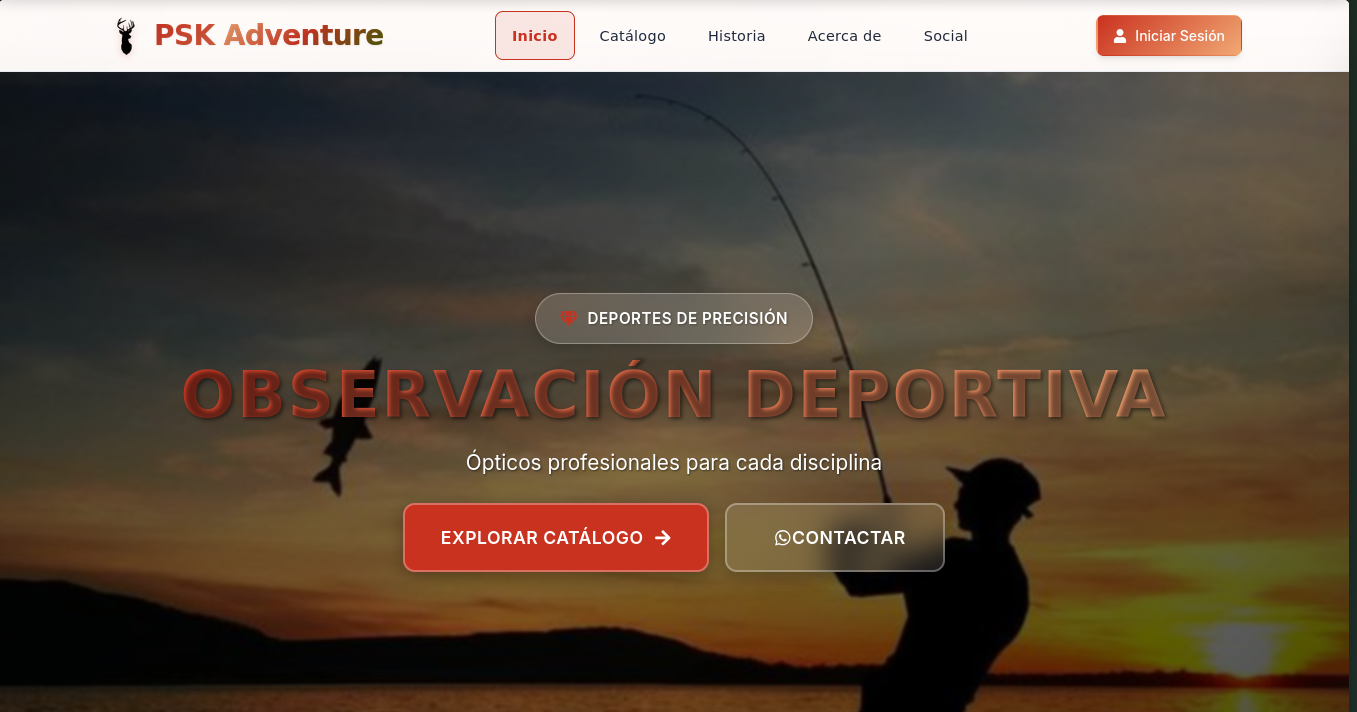 PSK Adventure
Inicio
Catálogo
Historia
Acerca de
Social
Iniciar Sesión
DEPORTES DE PRECISIÓN
OBSERVACIÓN DEPORTIVA
Ópticos profesionales para cada disciplina
EXPLORAR CATÁLOGO
CONTACTAR